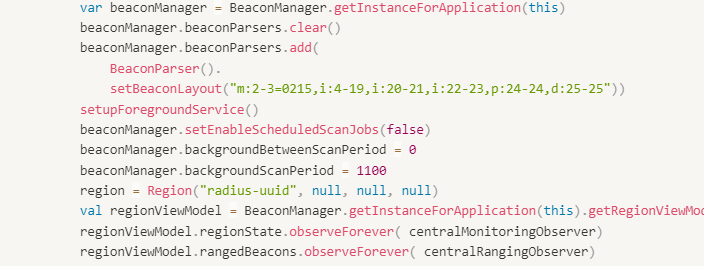 var beaconManager = BeaconManager.getInstanceForApplication(this)
beaconManager.beaconParsers.clear()
beaconManager.beaconParsers.add(
BeaconParser().
setBeaconLayout("m:2-3=0215,i:4-19,i:20-21,i:22-23,p:24-24,d:25-25"))
setupForegroundService()
beaconManager.setEnableScheduledScanJobs(false)
beaconManager.backgroundBetweenScanPeriod = 0
beaconManager.backgroundScanPeriod = 1100
region = Region("radius-uuid", null, null, null)
val regionViewModel = BeaconManager.getInstanceForApplication(this).getRegionViewMo
regionViewModel.regionState.observeForever( centralMonitoringObserver)
regionViewModel.rangedBeacons.observeForever( centralRangingObserver)